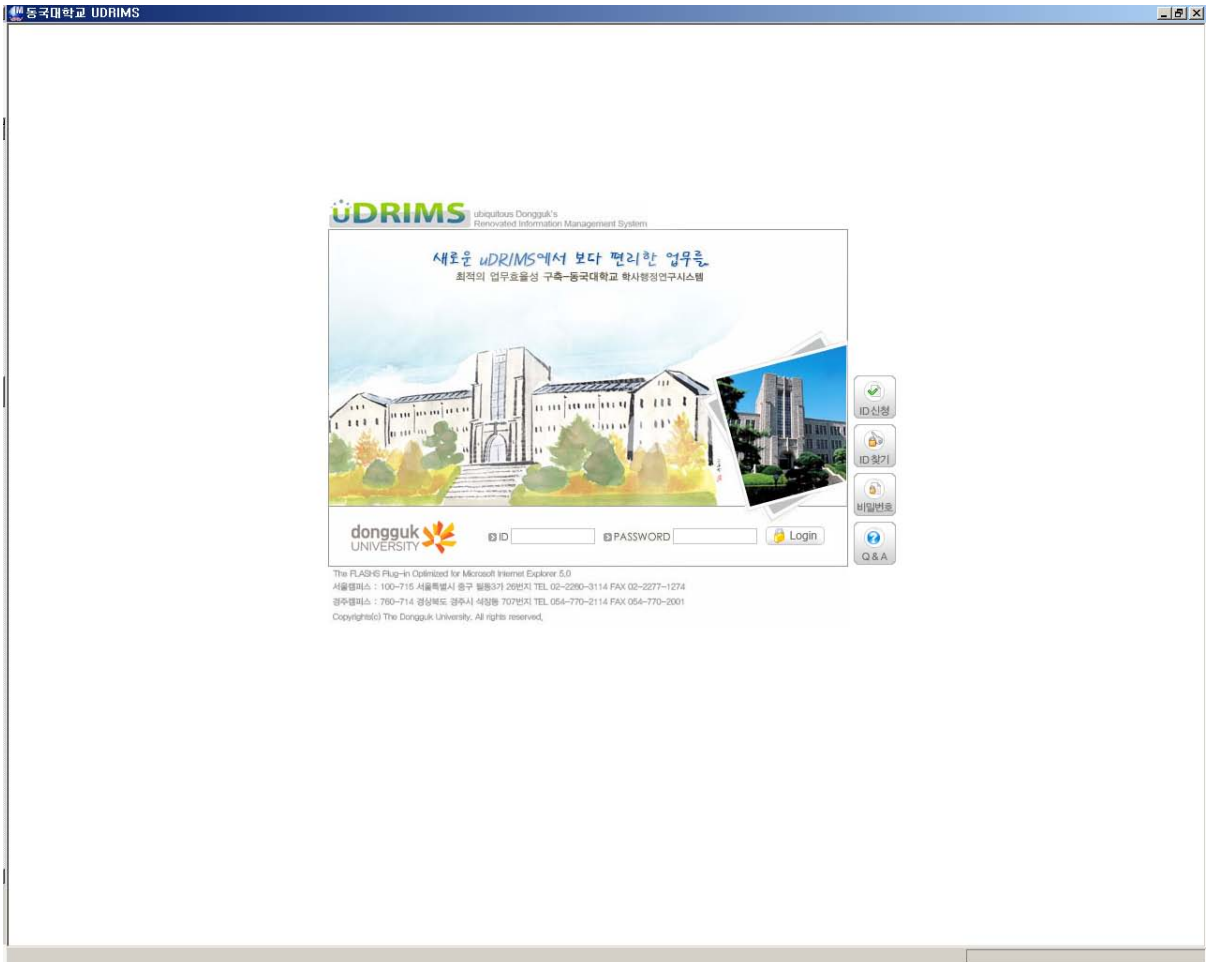 동국대학교 UDRIMS
uDRIMS
ubiquitous Dongguk's
Renovated Information Management System
새로운 uDRIMS에서 보다 편리한 업무를
최적의 업무효율성 구축-동국대학교 학사행정연구시스템
ID신청
ID찾기
비밀번호
Q & A
dongguk
UNIVERSITY
ID
PASSWORD
Login
The FLASHS Plug-in Optimized for Microsoft Internet Explorer 5.0
서울캠퍼스 : 100-715 서울특별시 중구 필동3가 26번지 TEL 02-2260-3114 FAX 02-2277-1274
경주캠퍼스 : 780-714 경상북도 경주시 석장동 707번지 TEL 054-770-2114 FAX 054-770-2001
Copyrights(c) The Dongguk University. All rights reserved.